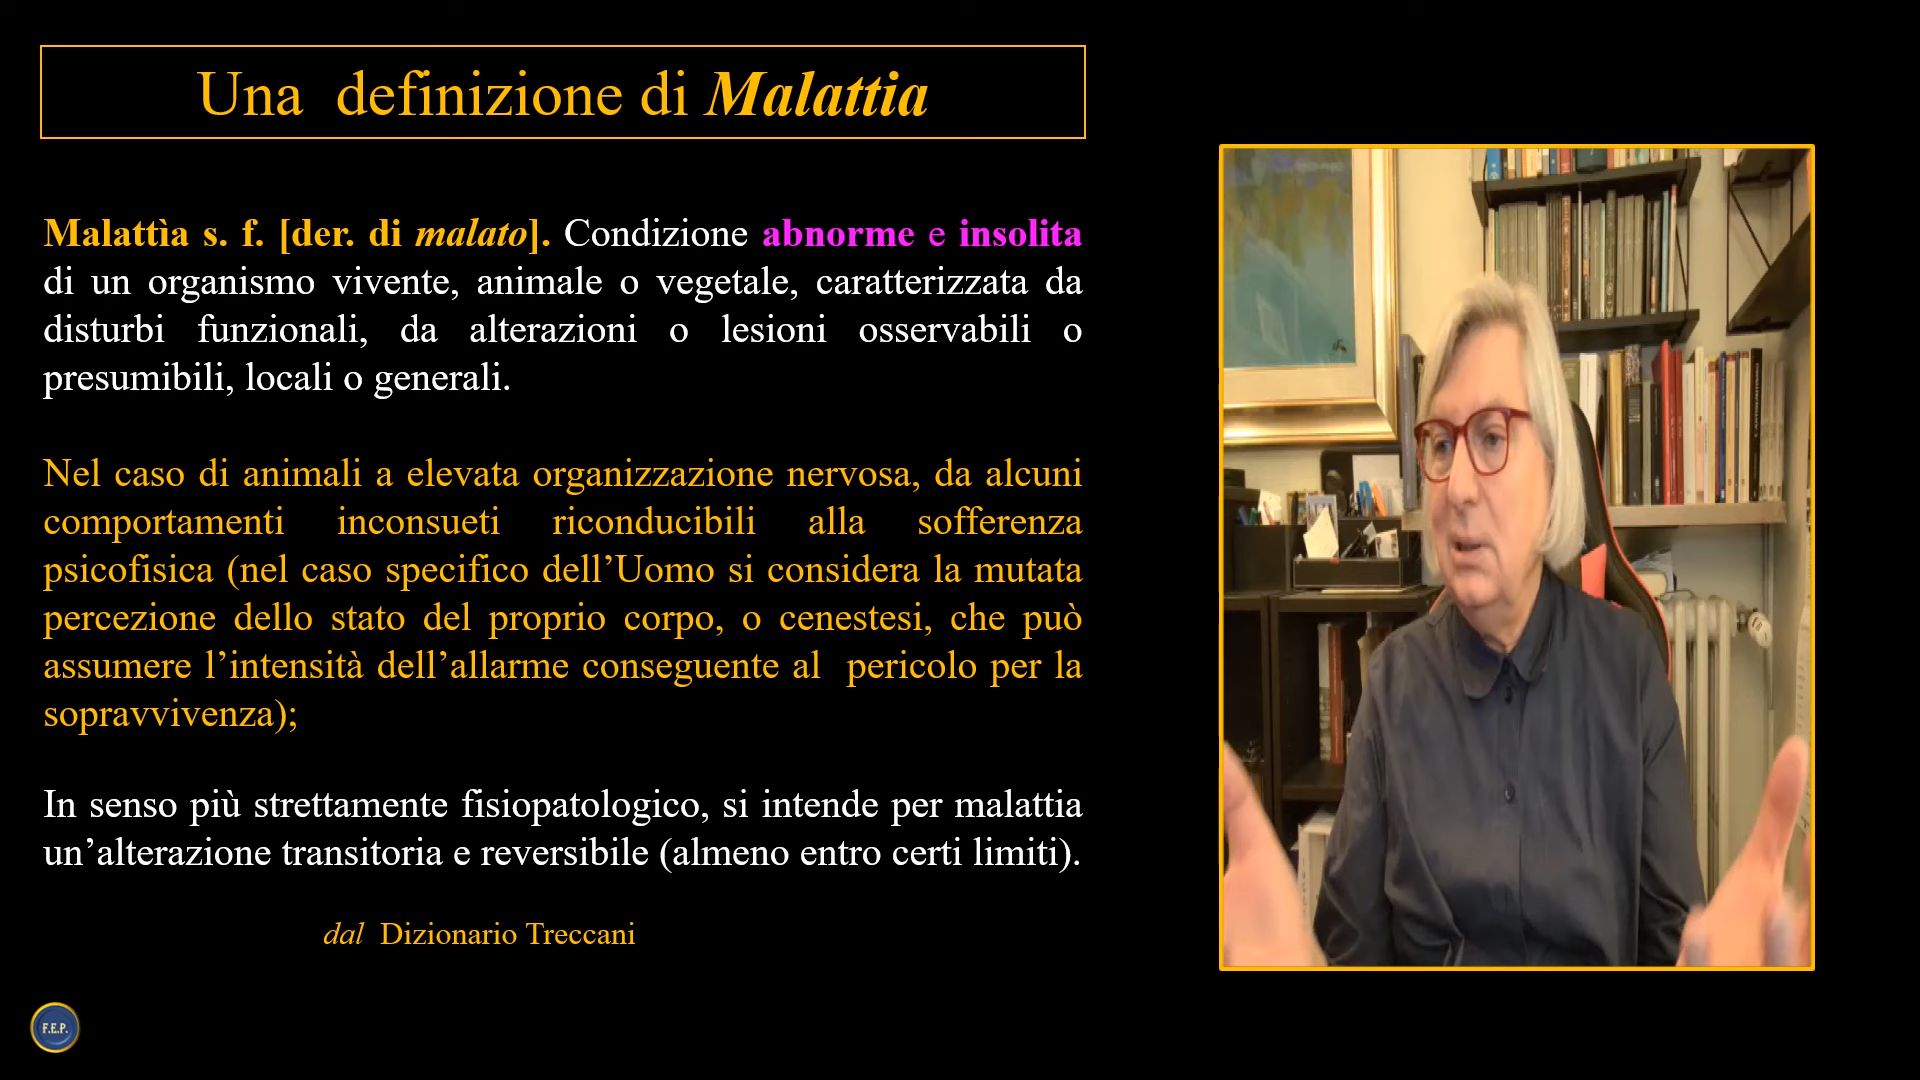 Una definizione di Malattia
Malattìa s. f. [der. di malato]. Condizione abnorme e insolita
di un organismo vivente, animale o vegetale, caratterizzata da
disturbi funzionali, da alterazioni o lesioni osservabili o
presumibili, locali o generali.
Nel caso di animali a elevata organizzazione nervosa, da alcuni
comportamenti inconsueti riconducibili alla sofferenza
psicofisica (nel caso specifico dell’Uomo si considera la mutata
percezione dello stato del proprio corpo, o cenestesi, che può
assumere l’intensità dell’allarme conseguente al pericolo per la
sopravvivenza);
In senso più strettamente fisiopatologico, si intende per malattia
un’alterazione transitoria e reversibile (almeno entro certi limiti).
dal Dizionario Treccani
F.E.P.